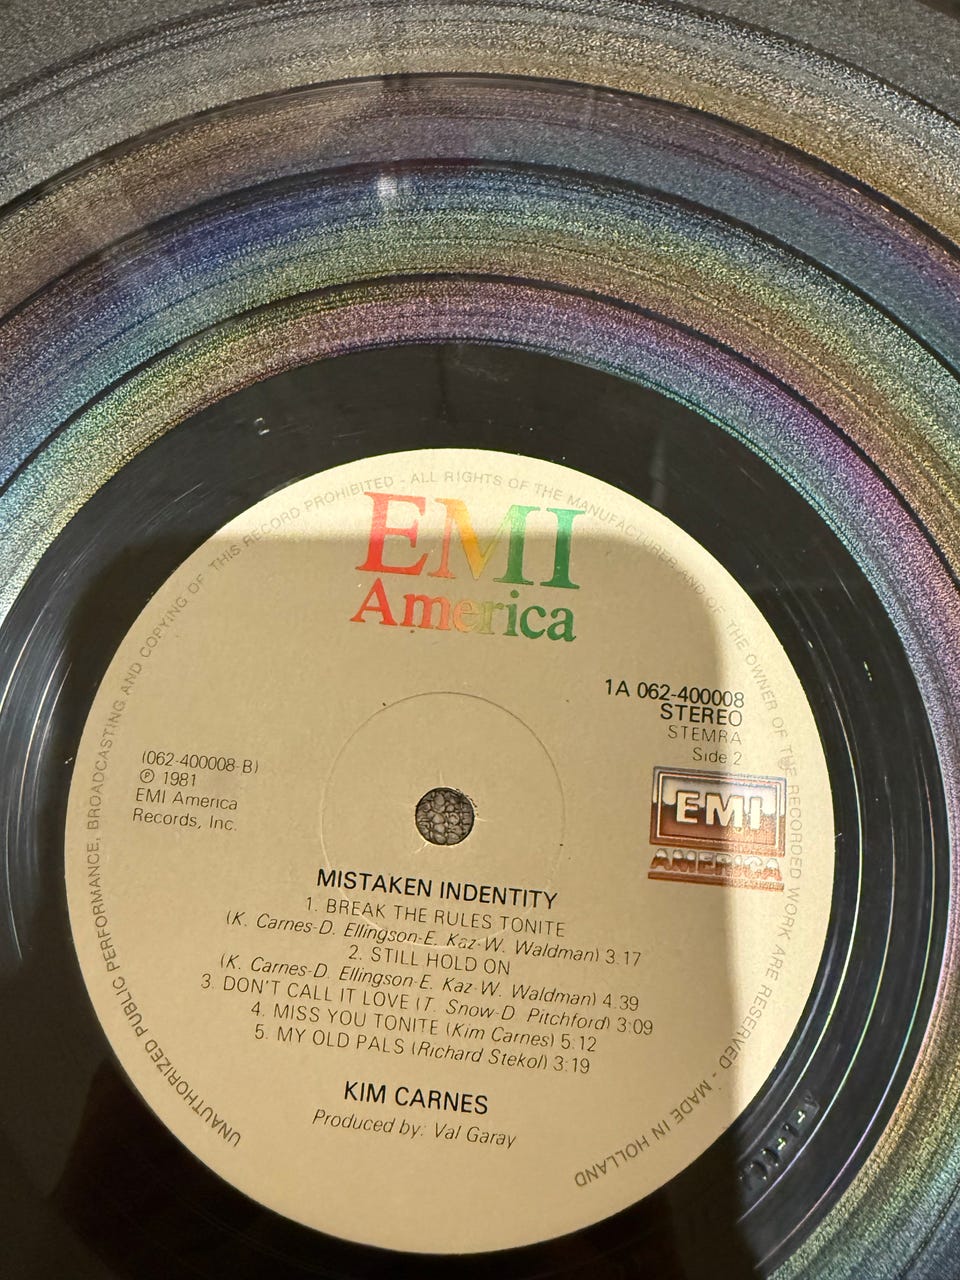 UNAUTHORIZED PUBLIC PERFORMANCE, BROADCASTING AND COPYING OF THIS RECORD PROHIBITED - ALL RIGHTS OF THE MANUFACTURER AND OF THE OWNER OF THE RECORDED WORK ARE RESERVED - MADE IN HOLLAND
EMI
America
1A 062-400008
STEREO
STEMRA
Side 2
EMI
AMERICA
(062-400008-B)
℗ 1981
EMI America
Records, Inc.
MISTAKEN INDENTITY
1. BREAK THE RULES TONITE
(K. Carnes-D. Ellingson-E. Kaz-W. Waldman) 3:17
2. STILL HOLD ON
(K. Carnes-D. Ellingson-E. Kaz-W. Waldman) 4.39
3. DON'T CALL IT LOVE (T. Snow-D. Pitchford) 3:09
4. MISS YOU TONITE (Kim Carnes) 5:12
5. MY OLD PALS (Richard Stekol) 3:19
KIM CARNES
Produced by: Val Garay